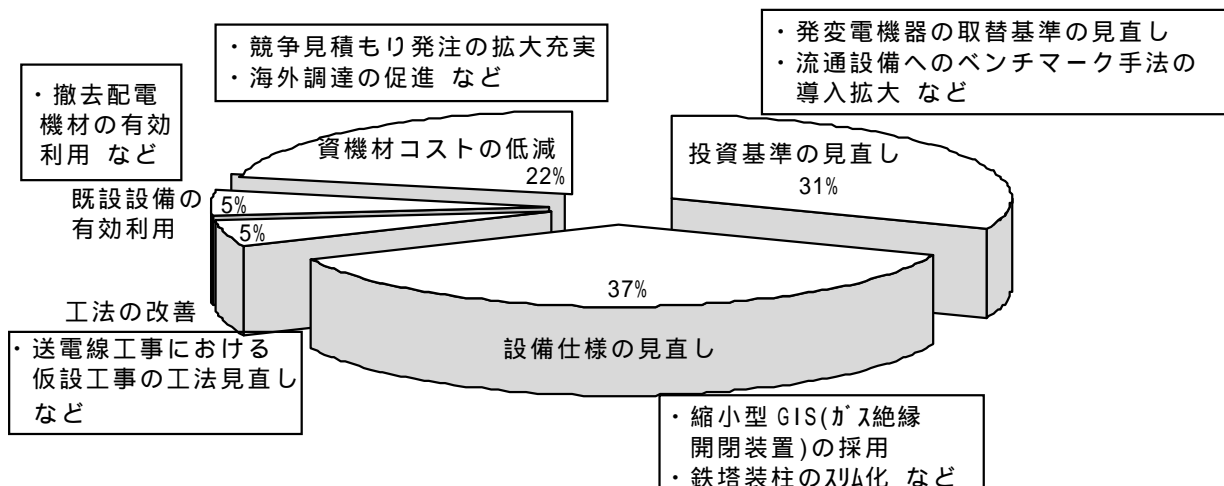 ・競争見積もり発注の拡大充実
・海外調達の促進 など
・発変電機器の取替基準の見直し
・流通設備へのベンチマーク手法の
導入拡大 など
・撤去配電
機材の有効
利用 など
資機材コストの低減
22%
投資基準の見直し
31%
既設設備の
有効利用
5%
5%
37%
工法の改善
・送電線工事における
仮設工事の工法見直し
など
設備仕様の見直し
・縮小型 GIS(ガス絶縁
開閉装置)の採用
・鉄塔装柱のスリム化 など